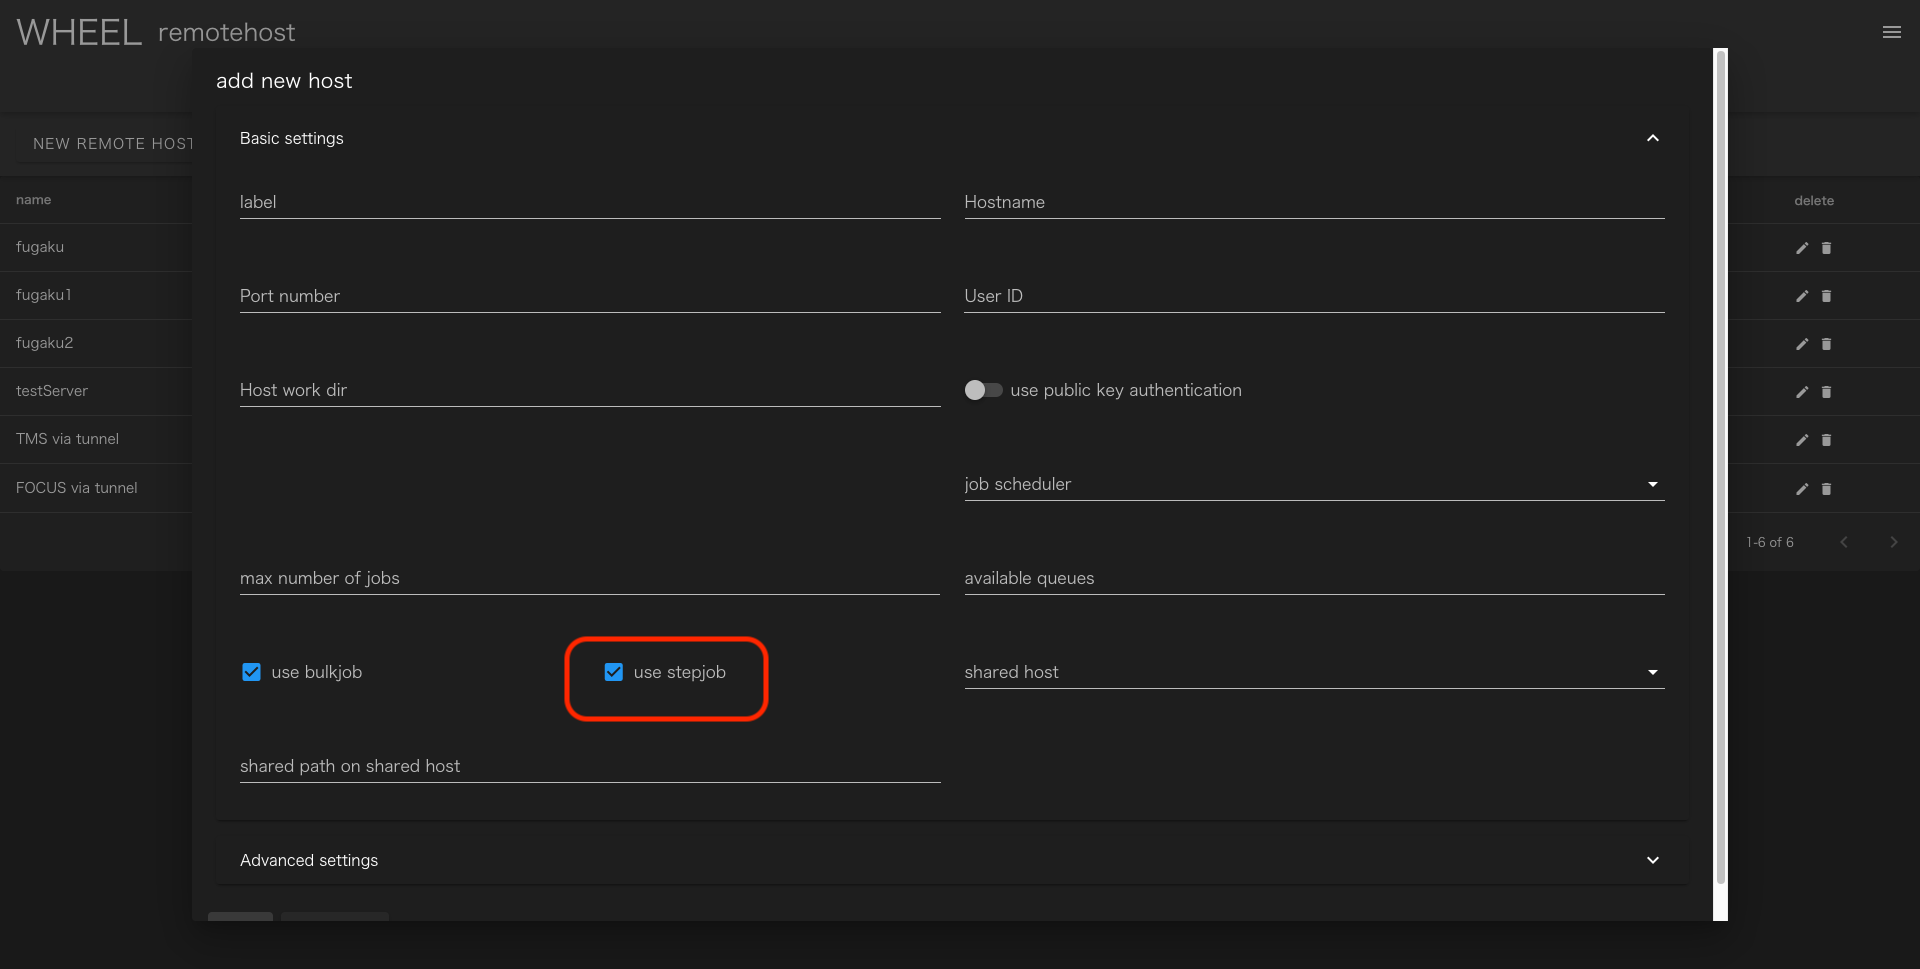 WHEEL remotehost
add new host
Basic settings
NEW REMOTE HOST
label
Hostname
name
delete
fugaku
fugaku1
Port number
User ID
fugaku2
testServer
Host work dir
use public key authentication
TMS via tunnel
FOCUS via tunnel
job scheduler
1-6 of 6
max number of jobs
available queues
use bulkjob
use stepjob
shared host
shared path on shared host
Advanced settings